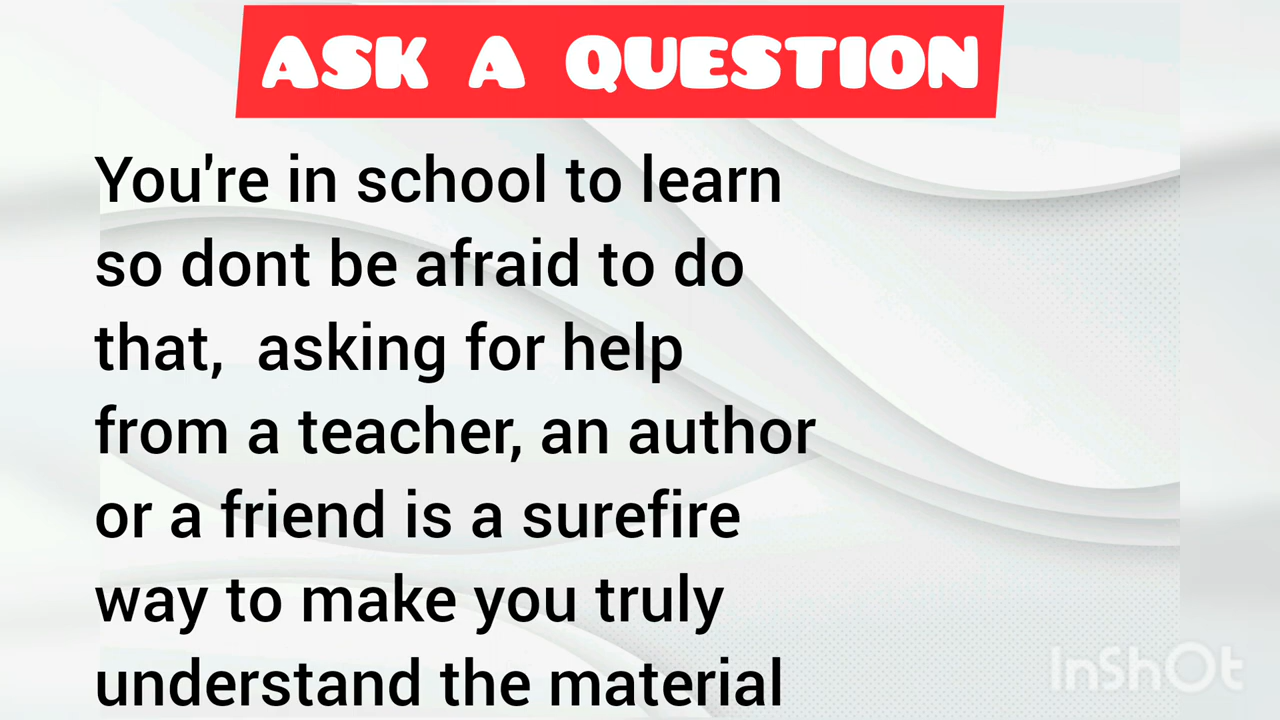 ASK A QUESTION
You're in school to learn
so dont be afraid to do
that,  asking for help
from a teacher, an author
or a friend is a surefire
way to make you truly
understand the material
InShOt